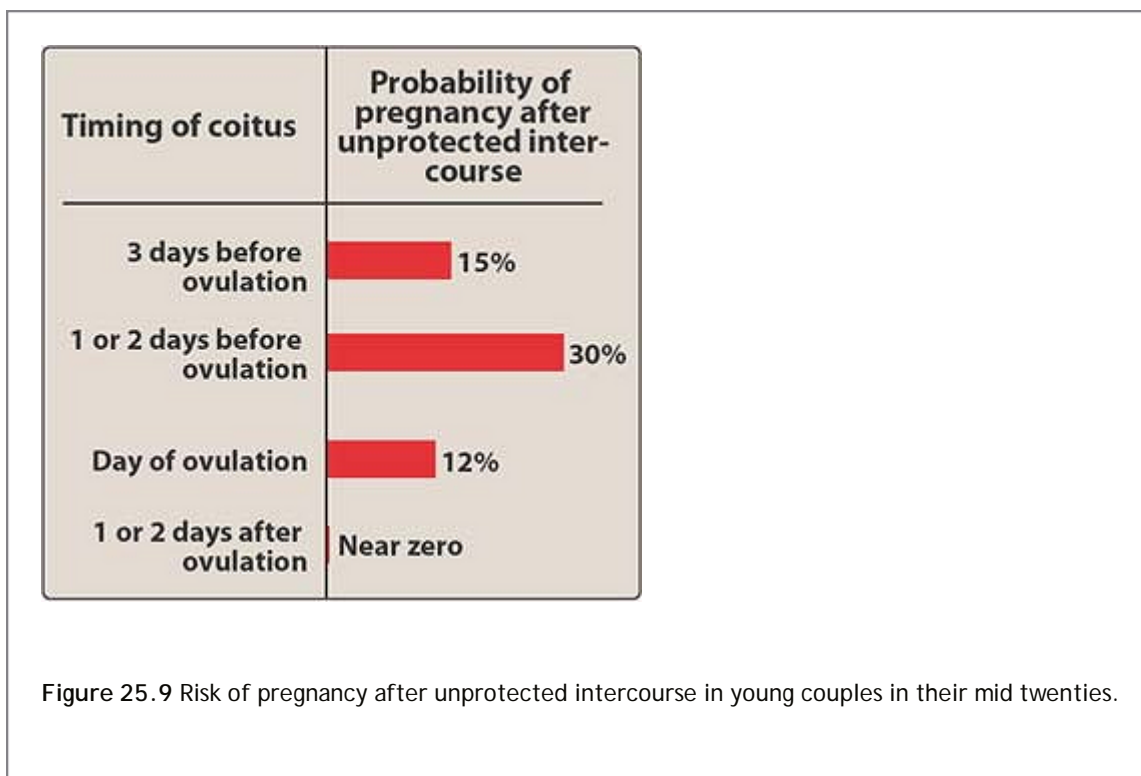 Timing of coitus
Probability of
pregnancy after
unprotected inter-
course
3 days before
ovulation
15%
1 or 2 days before
ovulation
30%
Day of ovulation
12%
1 or 2 days after
ovulation
Near zero
Figure 25.9 Risk of pregnancy after unprotected intercourse in young couples in their mid twenties.